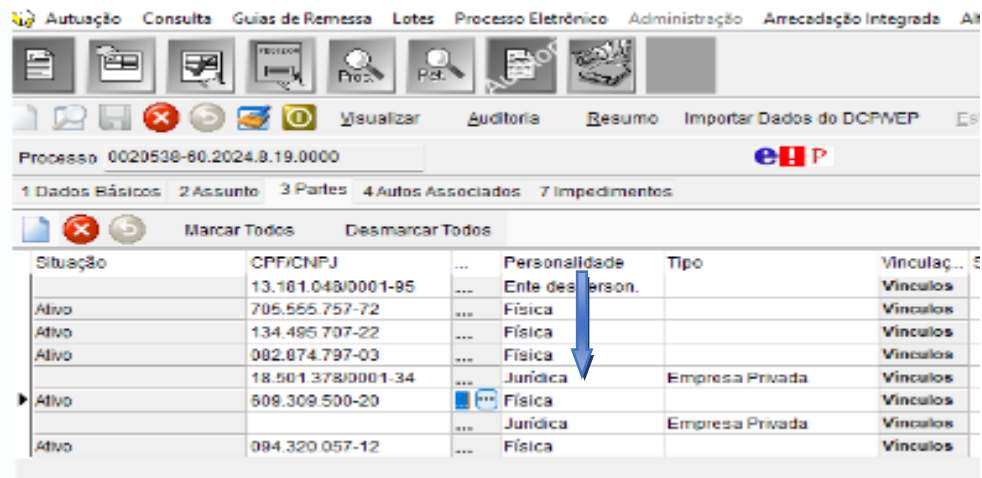 Autuação Consulta Guias de Remessa Lotes Processo Eletrônico Administração Arrecadação Integrada
Proc. Pet.
Visualizar Auditoria Resumo Importar Dados do DCP/VEP
Processo 0020538-60.2024.8.19.0000 e P
1 Dados Básicos 2 Assunto 3 Partes 4 Autos Associados 7 Impedimentos
Marcar Todos Desmarcar Todos
Situação CPF/CNPJ ... Personalidade Tipo Vinculaç... S
13.181.048/0001-95 ... Ente Vinculos
Ativo 705.555.757-72 ... Física Vinculos
Ativo 134.495.707-22 ... Física Vinculos
Ativo 082.874.797-03 ... Física Vinculos
18.501.378/0001-34 ... Jurídica Empresa Privada Vinculos
Ativo 609.309.500-20 ... Física Vinculos
... Jurídica Empresa Privada Vinculos
Ativo 094.320.057-12 ... Física Vinculos